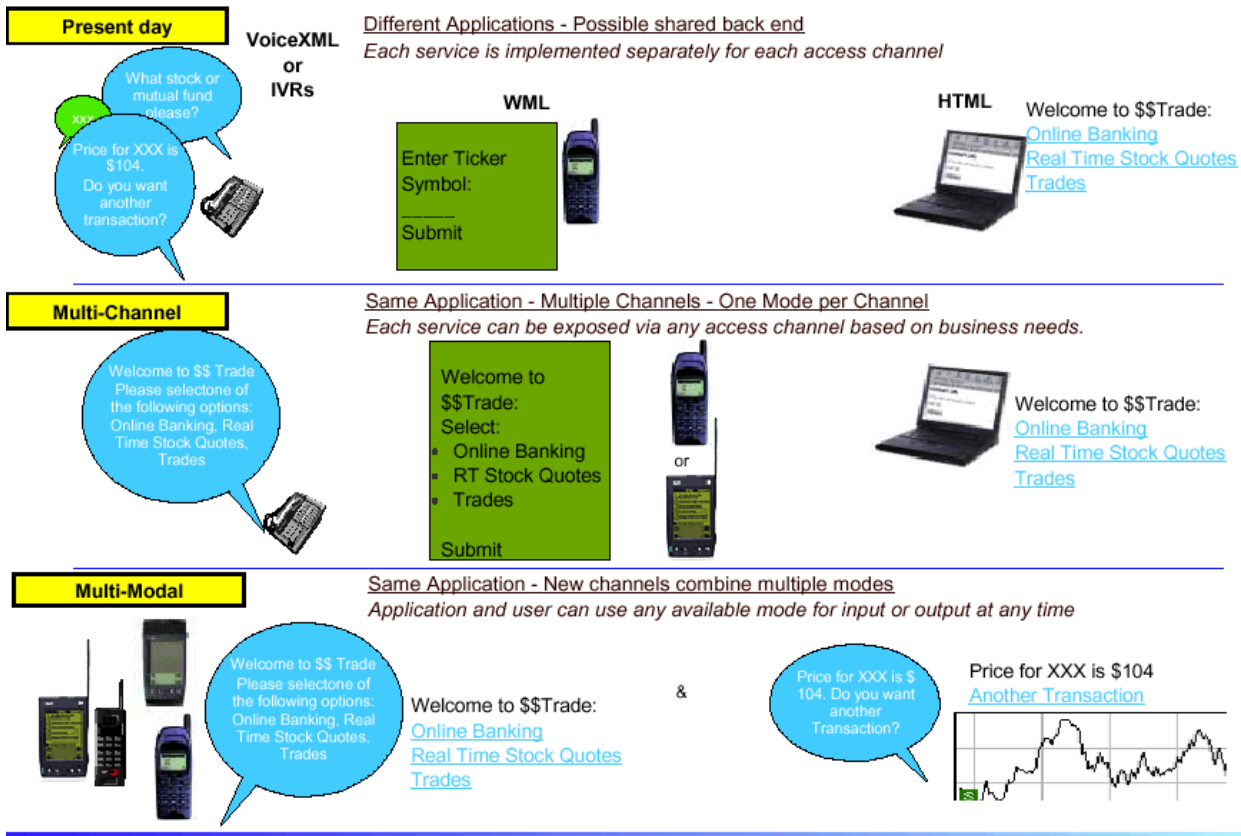 Present day
VoiceXML
or
IVRs
Different Applications - Possible shared back end
Each service is implemented separately for each access channel
What stock or
mutual fund
please?
XXX
Price for XXX is
$104.
Do you want
another
transaction?
WML
Enter Ticker
Symbol:
_____
Submit
HTML
Welcome to $$Trade:
Online Banking
Real Time Stock Quotes
Trades
Multi-Channel
Same Application - Multiple Channels - One Mode per Channel
Each service can be exposed via any access channel based on business needs.
Welcome to $$ Trade
Please selectone of
the following options:
Online Banking, Real
Time Stock Quotes,
Trades
Welcome to
$$Trade:
Select:
Online Banking
RT Stock Quotes
Trades
Submit
or
Welcome to $$Trade:
Online Banking
Real Time Stock Quotes
Trades
Multi-Modal
Same Application - New channels combine multiple modes
Application and user can use any available mode for input or output at any time
Welcome to $$ Trade
Please selectone of
the following options:
Online Banking, Real
Time Stock Quotes,
Trades
Welcome to $$Trade:
Online Banking
Real Time Stock Quotes
Trades
&
Price for XXX is $
104. Do you want
another
Transaction?
Price for XXX is $104
Another Transaction